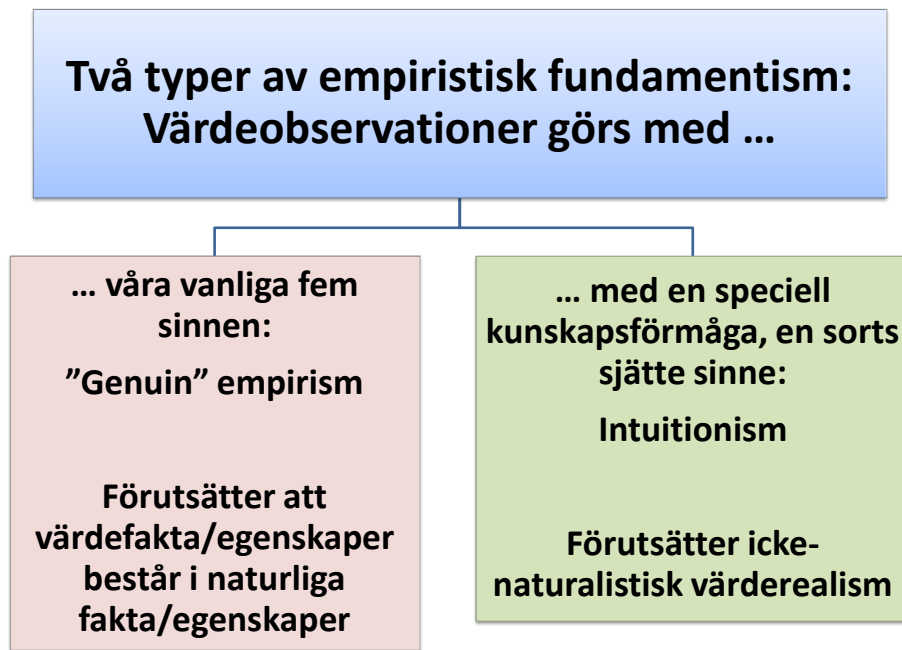 Två typer av empiristisk fundamentism:
Värdeobservationer görs med …
… våra vanliga fem
sinnen:
”Genuin” empirism
Förutsätter att
värdefakta/egenskaper
består i naturliga
fakta/egenskaper
… med en speciell
kunskapsförmåga, en sorts
sjätte sinne:
Intuitionism
Förutsätter icke-
naturalistisk värderealism